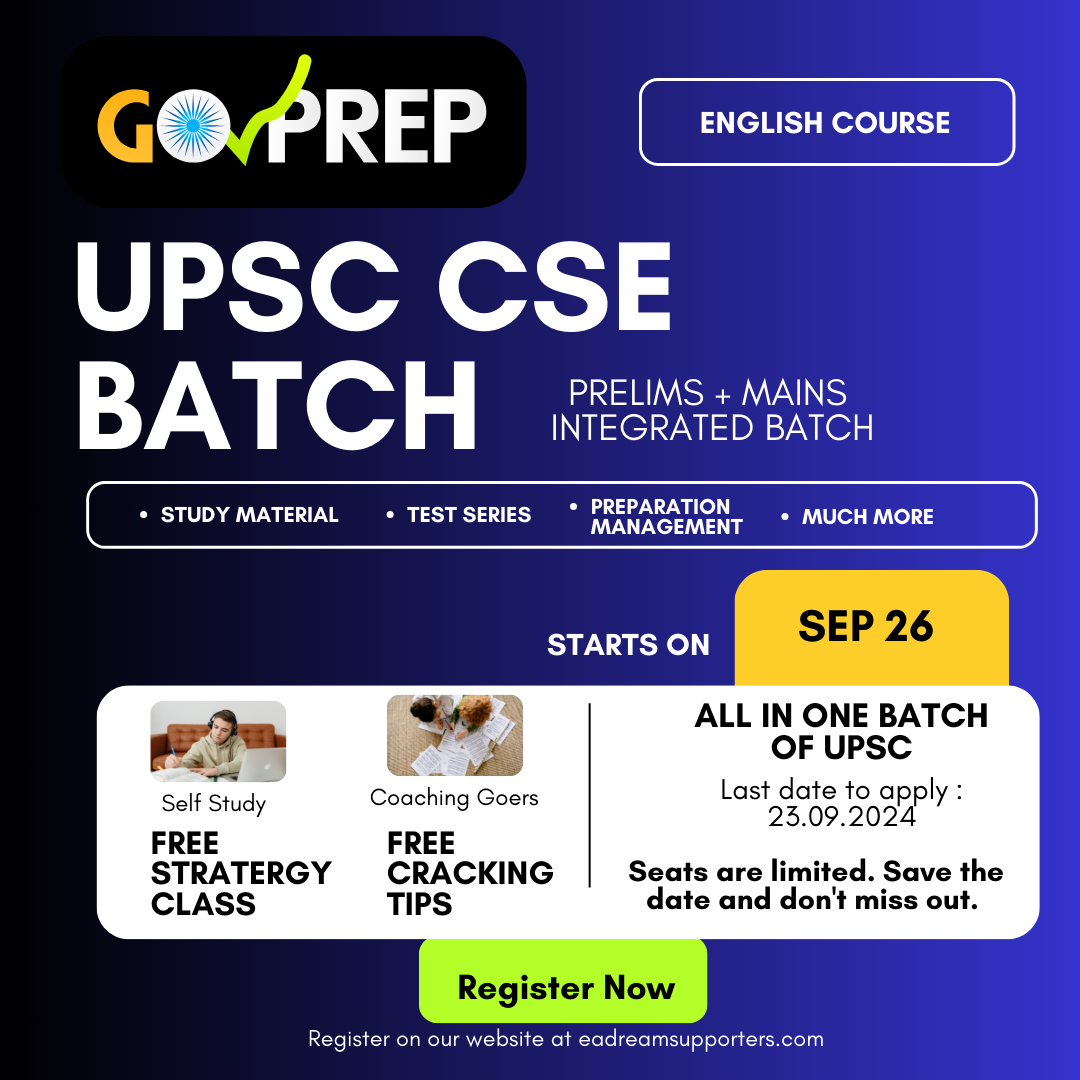 GOVPREP
ENGLISH COURSE
UPSC CSE
BATCH
PRELIMS + MAINS
INTEGRATED BATCH
• STUDY MATERIAL
• TEST SERIES
• PREPARATION
MANAGEMENT
• MUCH MORE
STARTS ON
SEP 26
Self Study
FREE
STRATERGY
CLASS
Coaching Goers
FREE
CRACKING
TIPS
ALL IN ONE BATCH
OF UPSC
Last date to apply :
23.09.2024
Seats are limited. Save the
date and don't miss out.
Register Now
Register on our website at eadreamsupporters.com